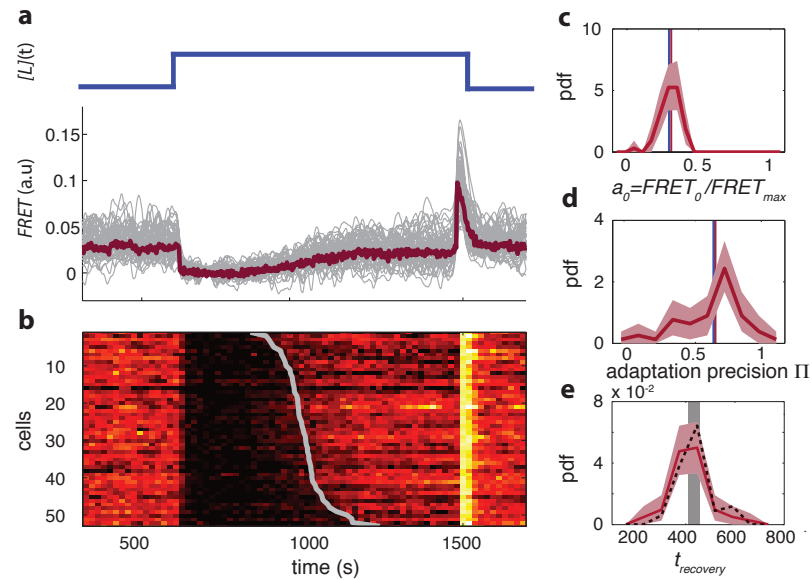 a
[L](t)
FRET (a.u)
0.15
0.1
0.05
0
b
cells
10
20
30
40
50
500
1000
1500
time (s)
c
pdf
10
5
0
0
0.5
1
a0=FRET0/FRETmax
d
pdf
4
2
0
0
0.5
1
adaptation precision Π
e
x 10-2
pdf
8
4
0
200
400
600
800
trecovery